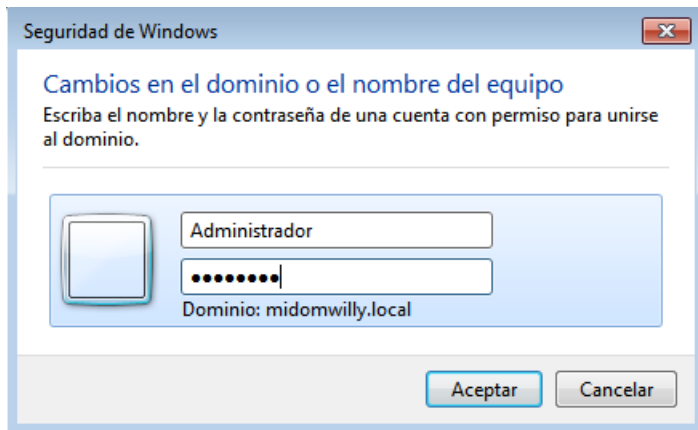 Seguridad de Windows
Cambios en el dominio o el nombre del equipo
Escriba el nombre y la contraseña de una cuenta con permiso para unirse
al dominio.
Administrador
••••••••
Dominio: midomwilly.local
Aceptar Cancelar